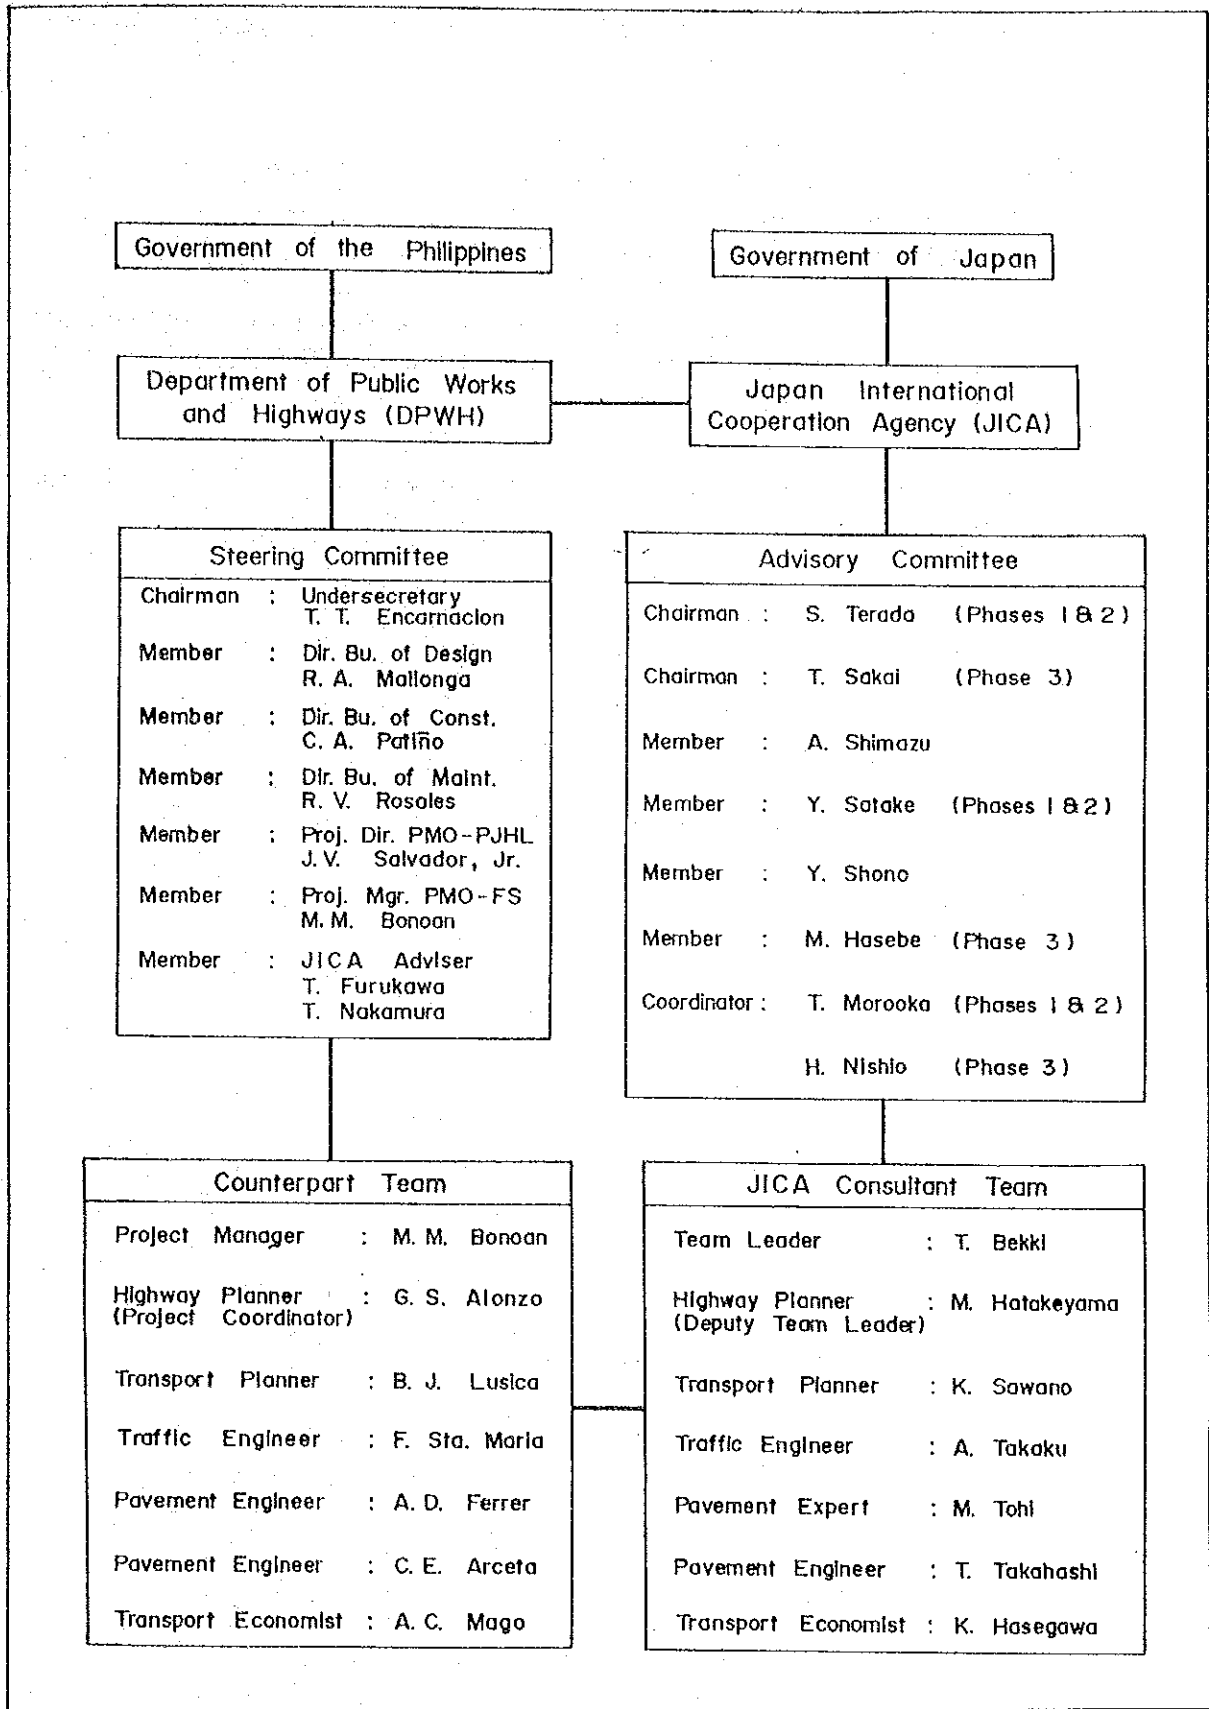 Government of the Philippines
Government of Japan
Department of Public Works
and Highways (DPWH)
Japan International
Cooperation Agency (JICA)
Steering Committee
Chairman : Undersecretary
T. T. Encarnacion
Member : Dir. Bu. of Design
R. A. Mallonga
Member : Dir. Bu. of Const.
C. A. Patiño
Member : Dir. Bu. of Maint.
R. V. Rosales
Member : Proj. Dir. PMO-PJHL
J. V. Salvador, Jr.
Member : Proj. Mgr. PMO-FS
M. M. Bonoan
Member : JICA Adviser
T. Furukawa
T. Nakamura
Advisory Committee
Chairman : S. Terada (Phases 1 & 2)
Chairman : T. Sakai (Phase 3)
Member : A. Shimazu
Member : Y. Satake (Phases 1 & 2)
Member : Y. Shono
Member : M. Hasebe (Phase 3)
Coordinator : T. Morooka (Phases 1 & 2)
H. Nishio (Phase 3)
Counterpart Team
Project Manager : M. M. Bonoan
Highway Planner : G. S. Alonzo
(Project Coordinator)
Transport Planner : B. J. Lusica
Traffic Engineer : F. Sta. Maria
Pavement Engineer : A. D. Ferrer
Pavement Engineer : C. E. Arceta
Transport Economist : A. C. Mago
JICA Consultant Team
Team Leader : T. Bekki
Highway Planner : M. Hatakeyama
(Deputy Team Leader)
Transport Planner : K. Sawano
Traffic Engineer : A. Takaku
Pavement Expert : M. Tohi
Pavement Engineer : T. Takahashi
Transport Economist : K. Hasegawa